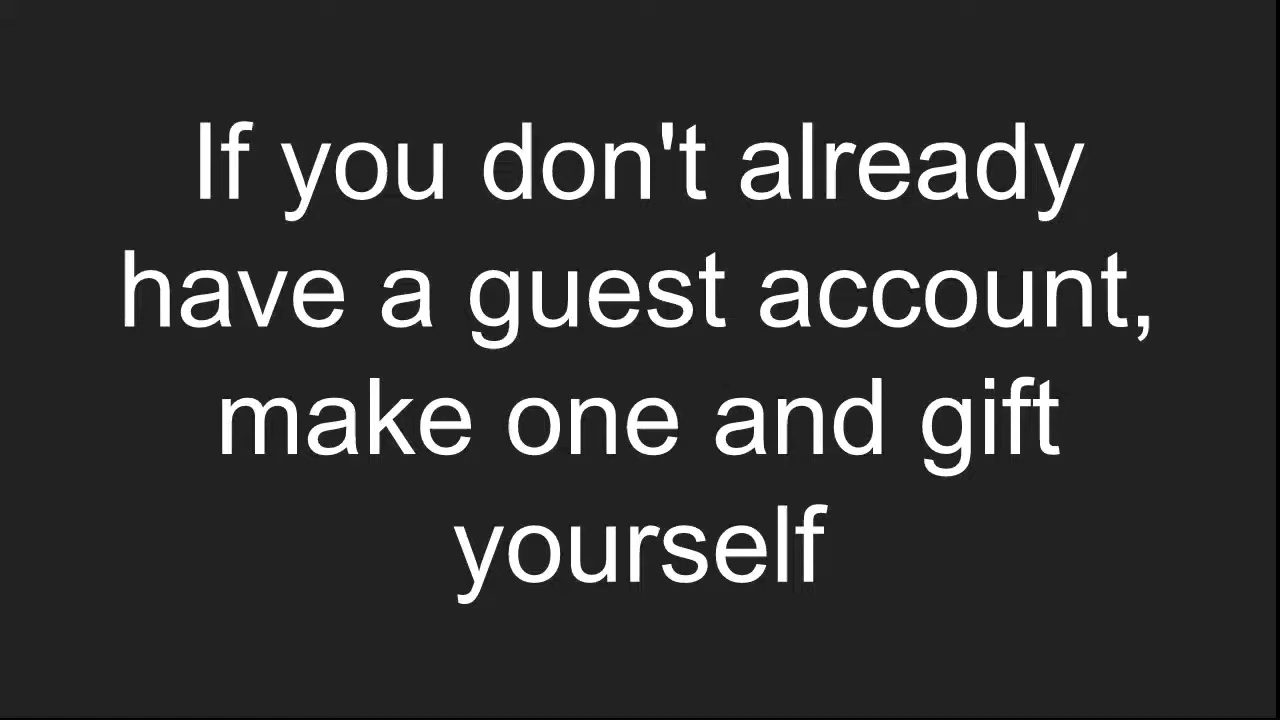 If you don't already
have a guest account,
make one and gift
yourself